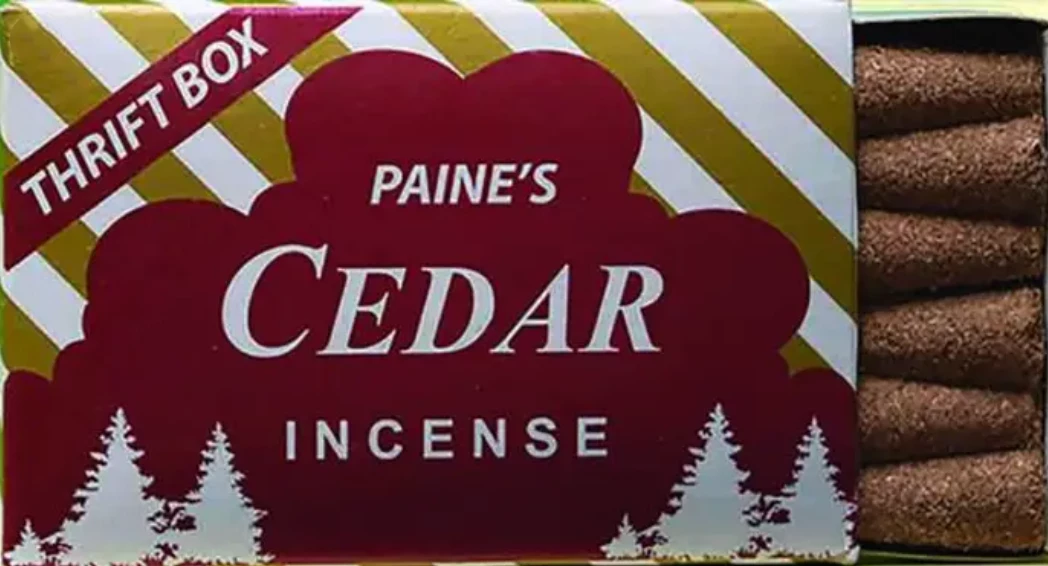 THRIFT BOX
PAINE'S
CEDAR
INCENSE